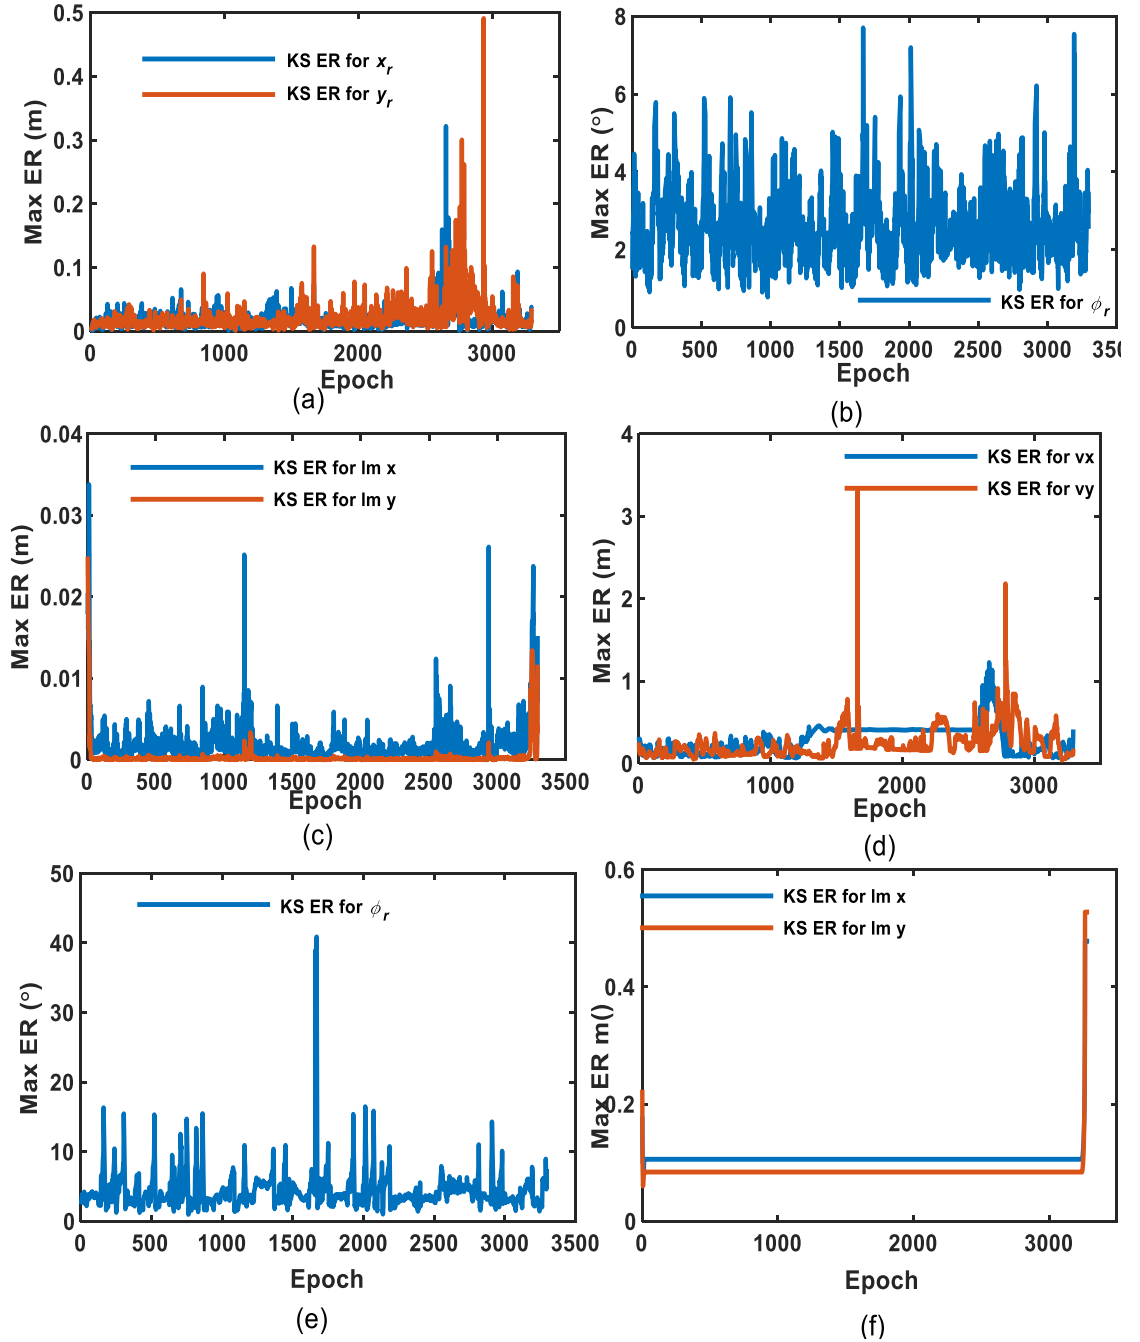 0.5
0.4
0.3
0.2
0.1
0
Max ER (m)
KS ER for x_r
KS ER for y_r
0 1000 2000 3000
Epoch
(a)
8
6
4
2
0
Max ER (°)
KS ER for ϕ_r
0 500 1000 1500 2000 2500 3000 350
Epoch
(b)
0.04
0.03
0.02
0.01
0
Max ER (m)
KS ER for lm x
KS ER for lm y
0 500 1000 1500 2000 2500 3000 3500
Epoch
(c)
4
3
2
1
0
Max ER (m)
KS ER for vx
KS ER for vy
0 1000 2000 3000
Epoch
(d)
50
40
30
20
10
0
Max ER (°)
KS ER for ϕ_r
0 500 1000 1500 2000 2500 3000 3500
Epoch
(e)
0.6
0.4
0.2
0
Max ER m()
KS ER for lm x
KS ER for lm y
0 1000 2000 3000
Epoch
(f)